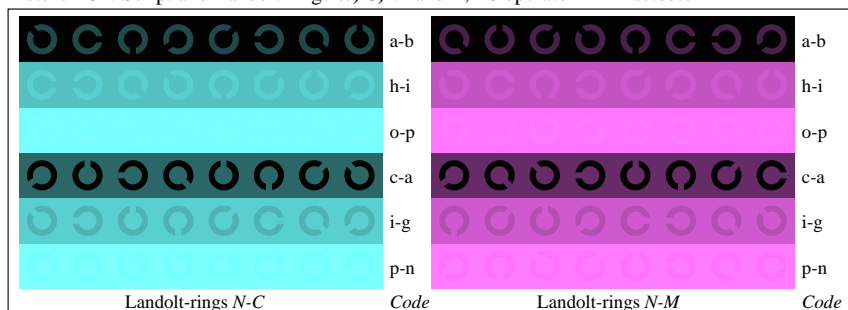 a-b
h-i
o-p
c-a
i-g
p-n
Landolt-rings N-C
Code
a-b
h-i
o-p
c-a
i-g
p-n
Landolt-rings N-M
Code